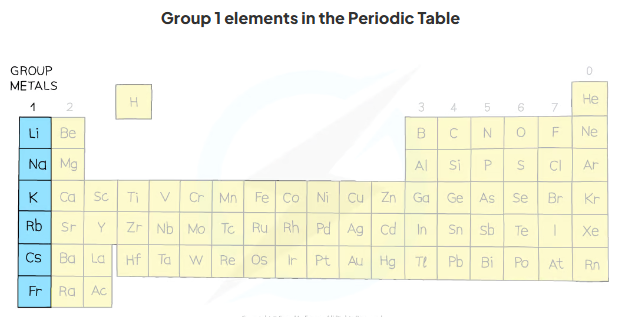 Group 1 elements in the Periodic Table
GROUP 0
METALS
1 2 H 3 4 5 6 7 He
Li Be B C N O F Ne
Na Mg Al Si P S Cl Ar
K Ca Sc Ti V Cr Mn Fe Co Ni Cu Zn Ga Ge As Se Br Kr
Rb Sr Y Zr Nb Mo Tc Ru Rh Pd Ag Cd In Sn Sb Te I Xe
Cs Ba La Hf Ta W Re Os Ir Pt Au Hg Tl Pb Bi Po At Rn
Fr Ra Ac